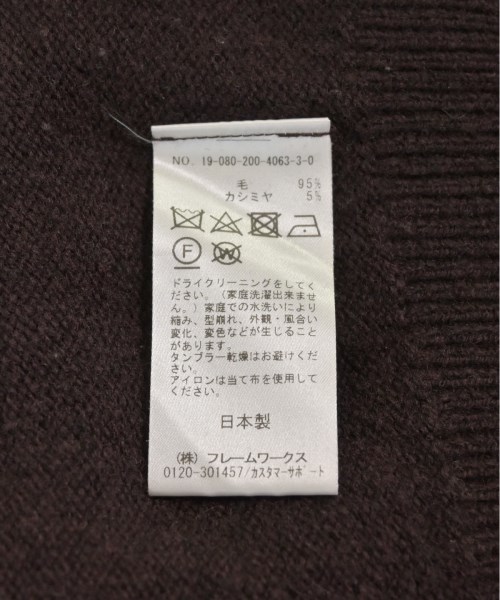 NO. 19-080-200-4063-3-0
毛 95%
カシミヤ 5%
F W
ドライクリーニングをしてく
ださい。(家庭洗濯出来ませ
ん。)家庭での水洗いにより
縮み、型崩れ、外観・風合い
変化、変色などが生じること
があります。
タンブラー乾燥はお避けくだ
さい。
アイロンは当て布を使用して
ください。
日本製
(株) フレームワークス
0120-301457/カスタマーサポート